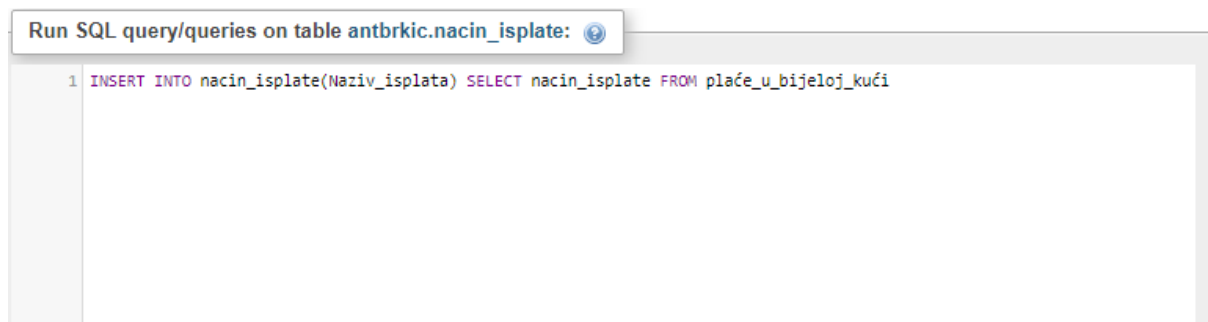 Run SQL query/queries on table antbrkic.nacin_isplate:
1 INSERT INTO nacin_isplate(Naziv_isplata) SELECT nacin_isplate FROM plaće_u_bijeloj_kući